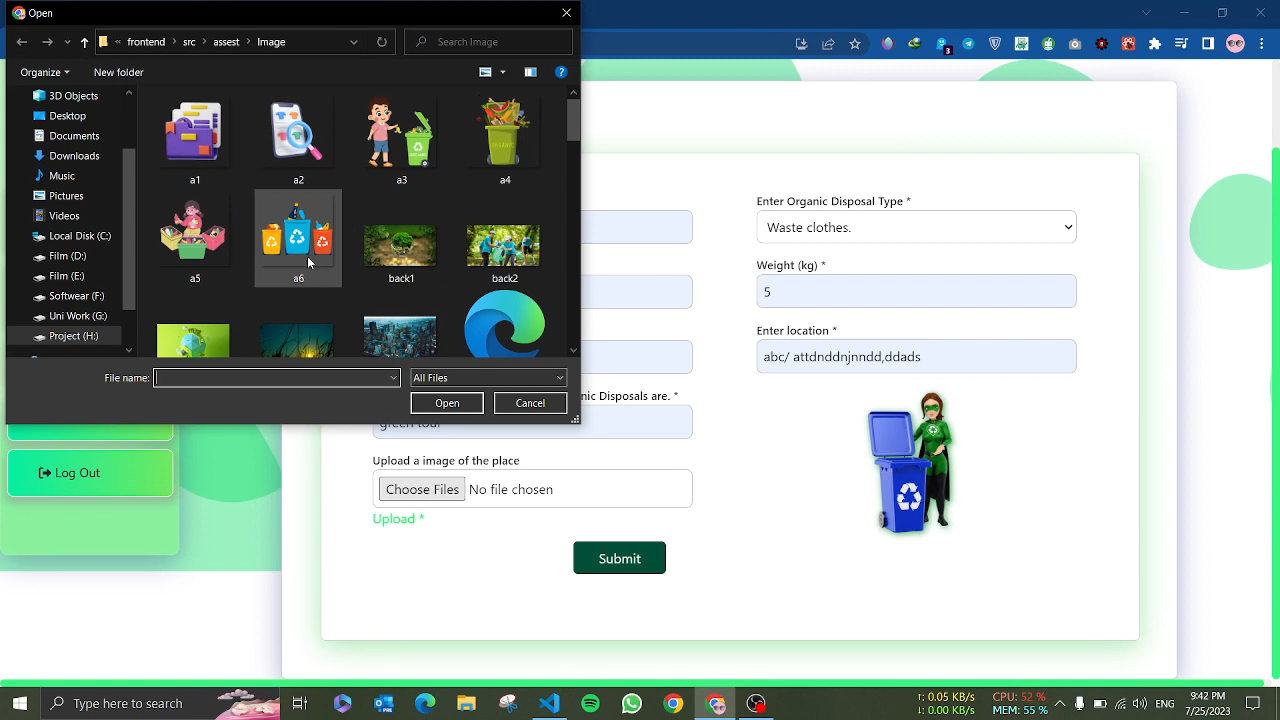 Open
frontend
src
assest
Image
Search Image
Organize
New folder
3D Objects
Desktop
Documents
Downloads
Music
Pictures
Videos
Local Disk (C:)
Film (D:)
Film (E:)
Softwear (F:)
Uni Work (G:)
Project (H:)
a1
a2
a3
a4
ORGANIC
a5
a6
back1
back2
File name:
All Files
Open
Cancel
3
Enter Organic Disposal Type *
Waste clothes.
Weight (kg) *
5
Enter location *
abc/ attdnddnjnndd,ddads
nic Disposals are. *
green tour
Log Out
Upload a image of the place
Choose Files No file chosen
Upload *
Submit
Type here to search
↑: 0.05 KB/s
↓: 0.00 KB/s
CPU: 52 %
MEM: 55 %
ENG
9:42 PM
7/25/2023